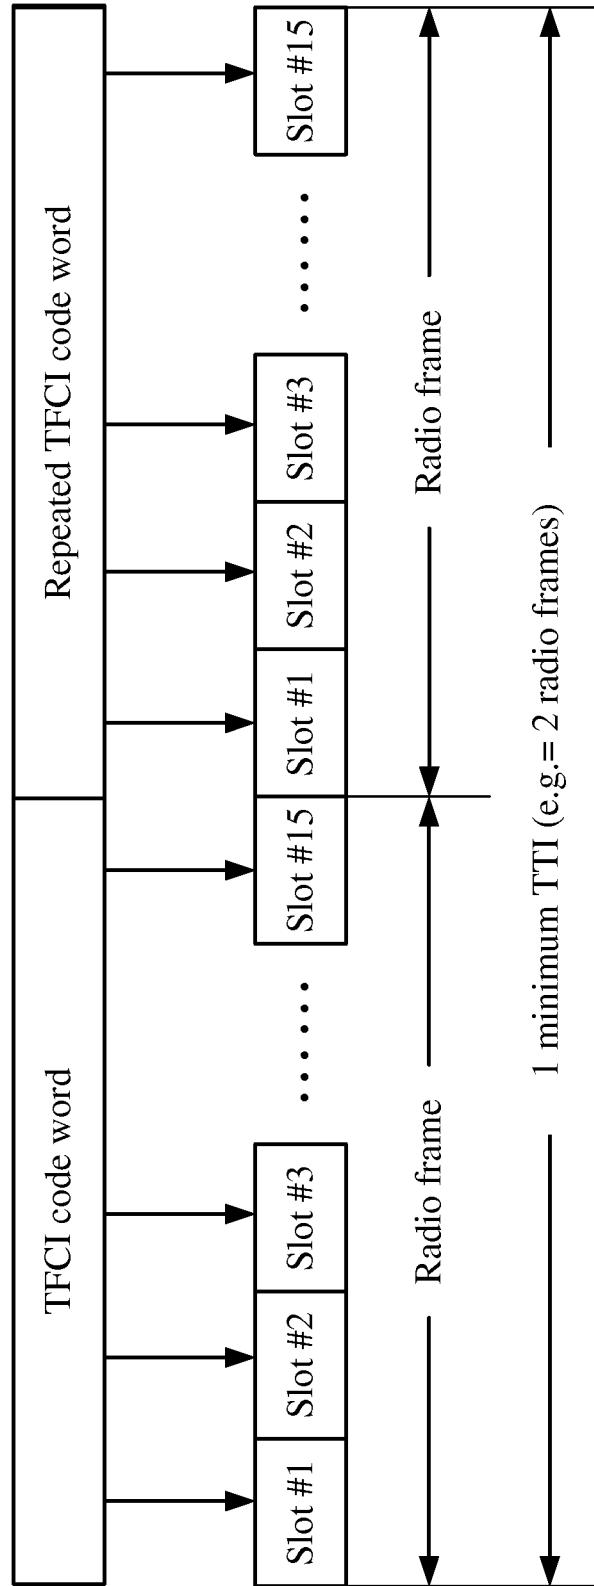 TFCI code word
Repeated TFCI code word
Slot #1
Slot #2
Slot #3
......
Slot #15
Slot #1
Slot #2
Slot #3
......
Slot #15
Radio frame
Radio frame
1 minimum TTI (e.g.= 2 radio frames)